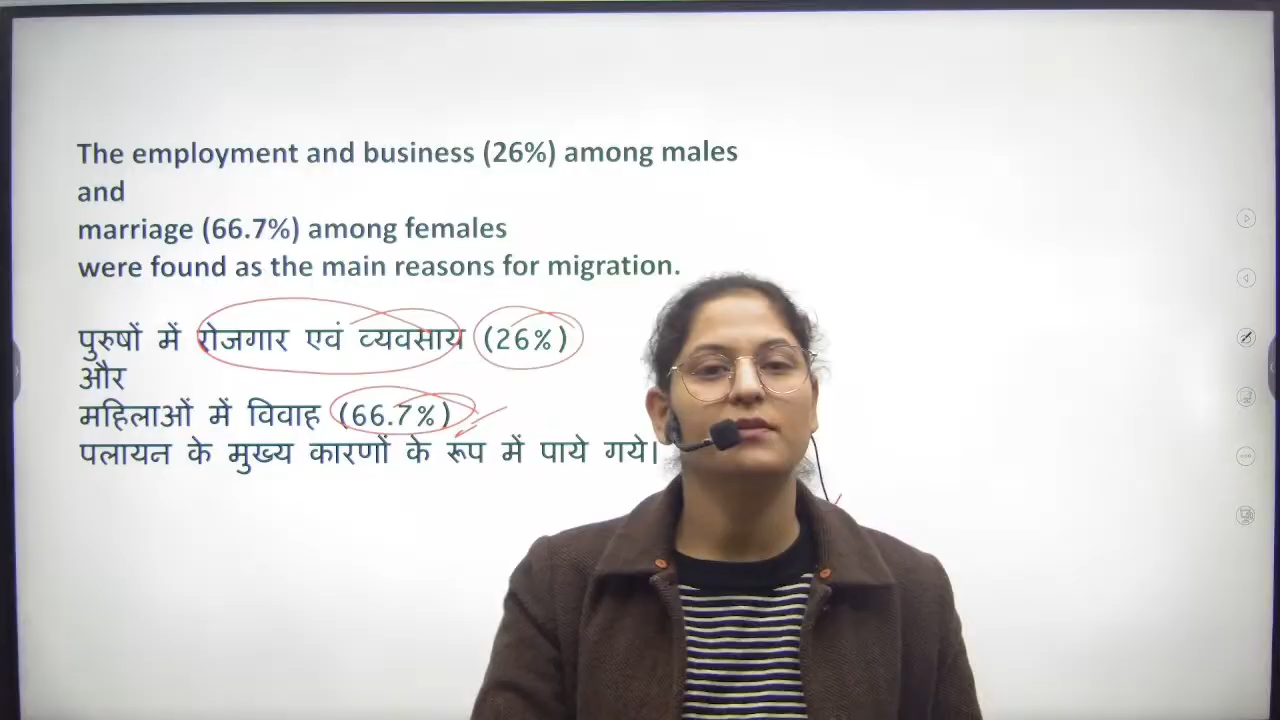 The employment and business (26%) among males
and
marriage (66.7%) among females
were found as the main reasons for migration.
पुरुषों में रोजगार एवं व्यवसाय (26%)
और
महिलाओं में विवाह (66.7%)
पलायन के मुख्य कारणों के रूप में पाये गये।